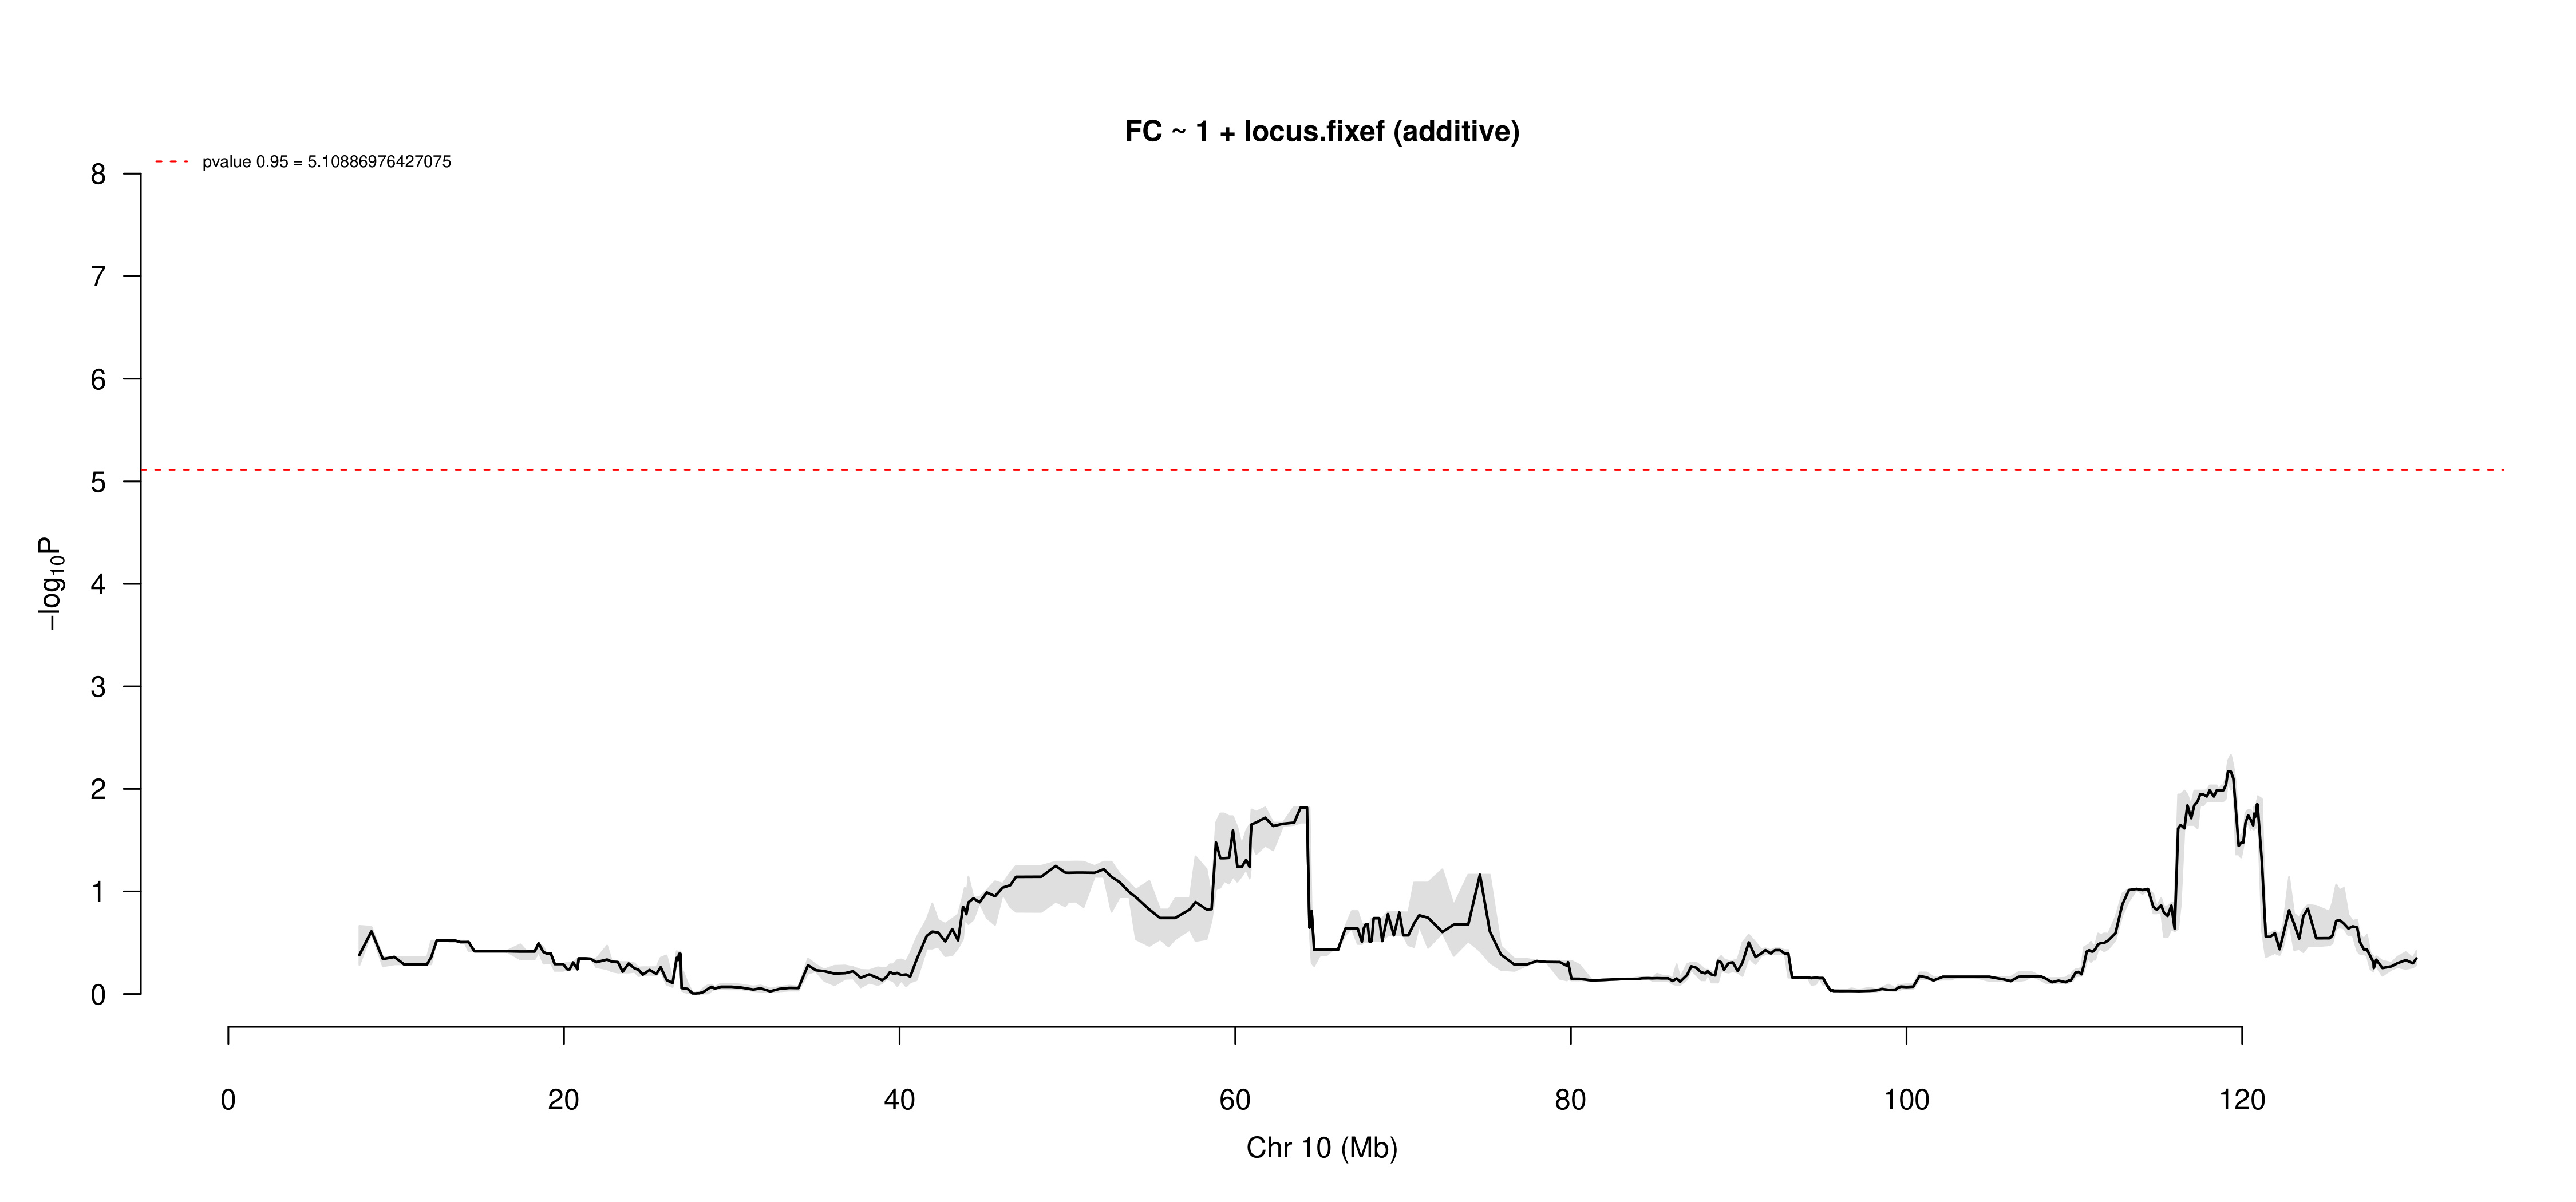 FC ~ 1 + locus.fixef (additive)
pvalue 0.95 = 5.10886976427075
8
7
6
5
4
3
2
1
0
−log10P
0 20 40 60 80 100 120
Chr 10 (Mb)